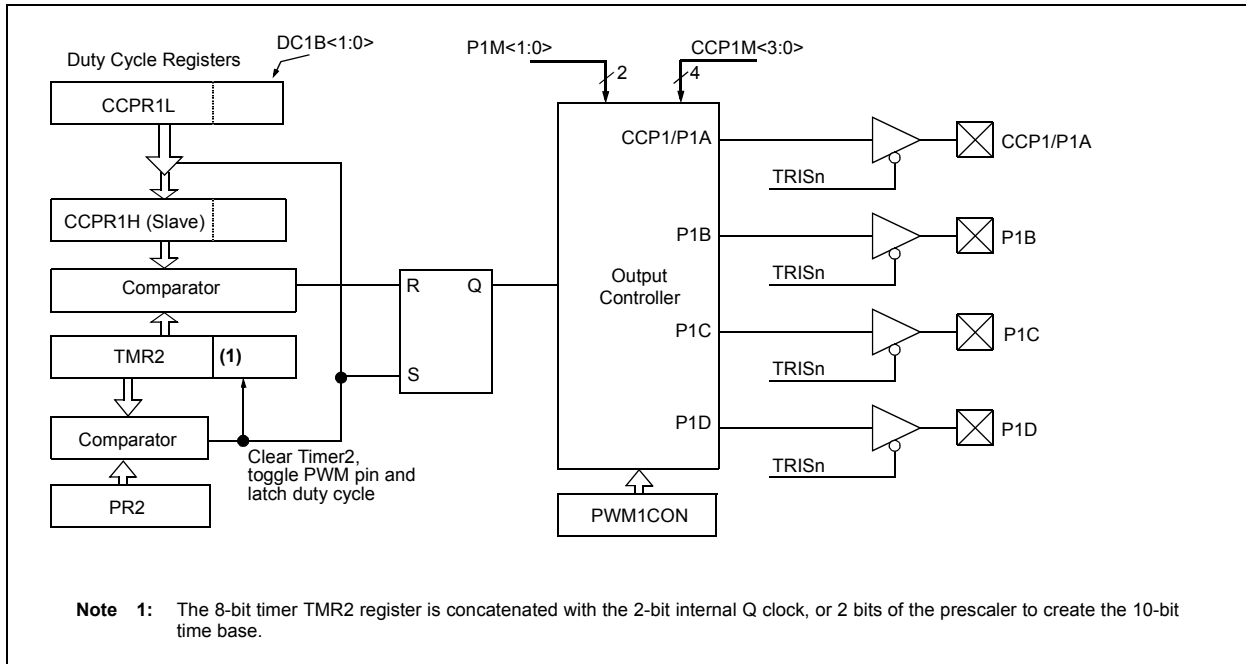 DC1B<1:0>
Duty Cycle Registers
CCPR1L
CCPR1H (Slave)
Comparator
TMR2 (1)
Comparator
PR2
Clear Timer2,
toggle PWM pin and
latch duty cycle
R Q
S
P1M<1:0>
2
CCP1M<3:0>
4
Output
Controller
CCP1/P1A
P1B
P1C
P1D
PWM1CON
TRISn
CCP1/P1A
TRISn
P1B
TRISn
P1C
TRISn
P1D
Note 1: The 8-bit timer TMR2 register is concatenated with the 2-bit internal Q clock, or 2 bits of the prescaler to create the 10-bit
time base.